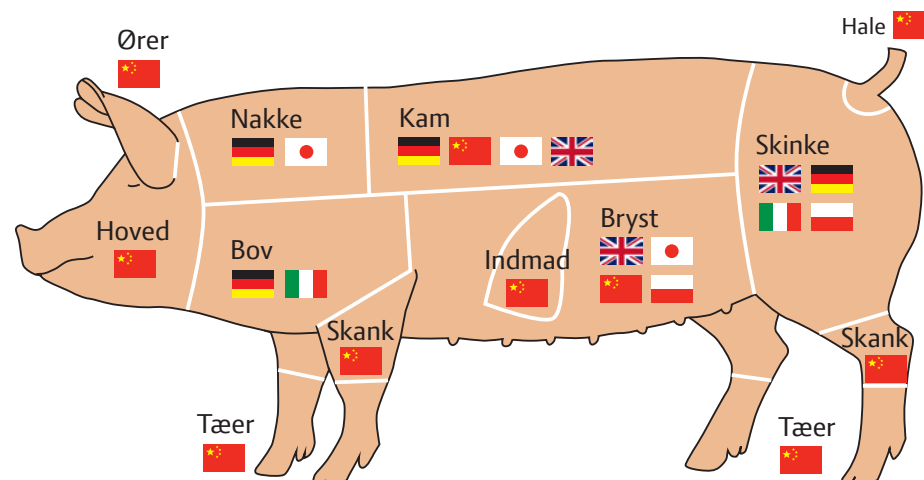 Hale
Ører
Nakke
Kam
Skinke
Hoved
Bov
Indmad
Bryst
Skank
Skank
Tæer
Tæer